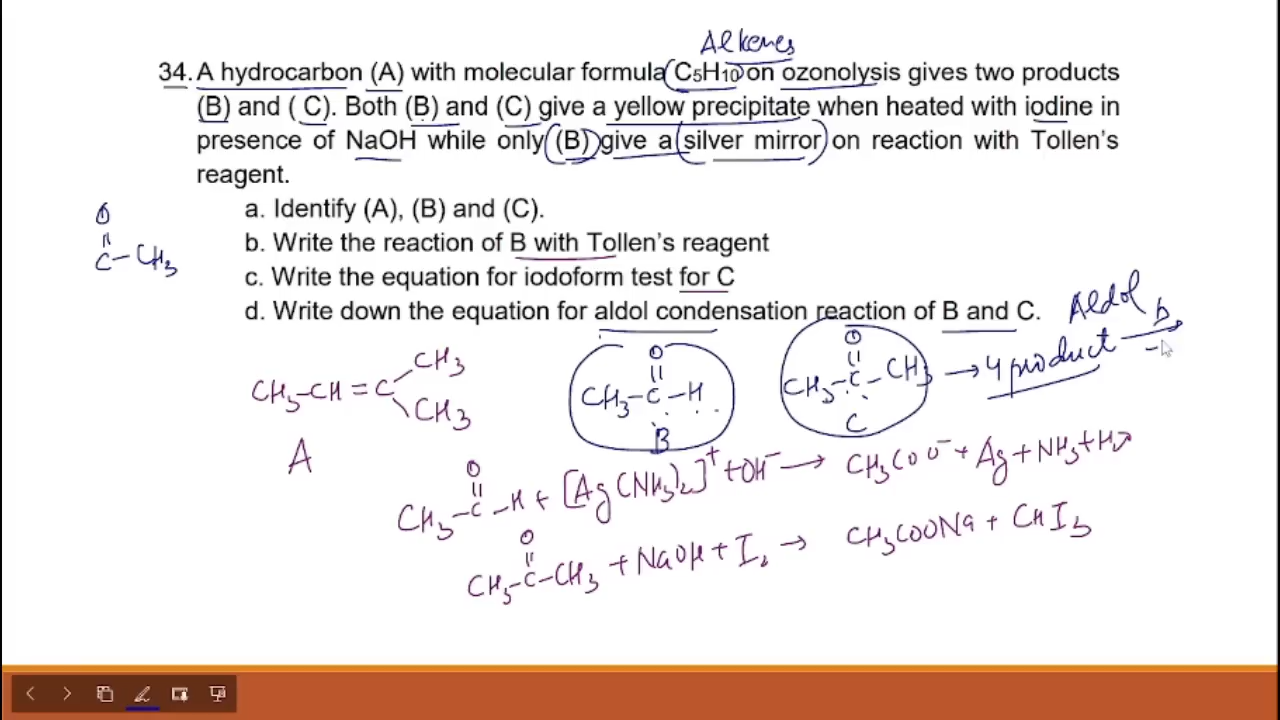 Alkenes
34. A hydrocarbon (A) with molecular formula (C5H10 on ozonolysis gives two products
(B) and ( C). Both (B) and (C) give a yellow precipitate when heated with iodine in
presence of NaOH while only (B) give a silver mirror on reaction with Tollen's
reagent.
a. Identify (A), (B) and (C).
O
||
C-CH3
b. Write the reaction of B with Tollen's reagent
c. Write the equation for iodoform test for C
d. Write down the equation for aldol condensation reaction of B and C.
Aldol
CH3-CH=C
CH3
CH3
A
O
||
CH3-C-H
B
O
||
CH3-C-CH3
C
→ 4 product →
O
||
CH3-C-H + [Ag(NH3)2]+ + OH- → CH3COO- + Ag + NH3 + H2O
O
||
CH3-C-CH3 + NaOH + I2 → CH3COONa + CHI3